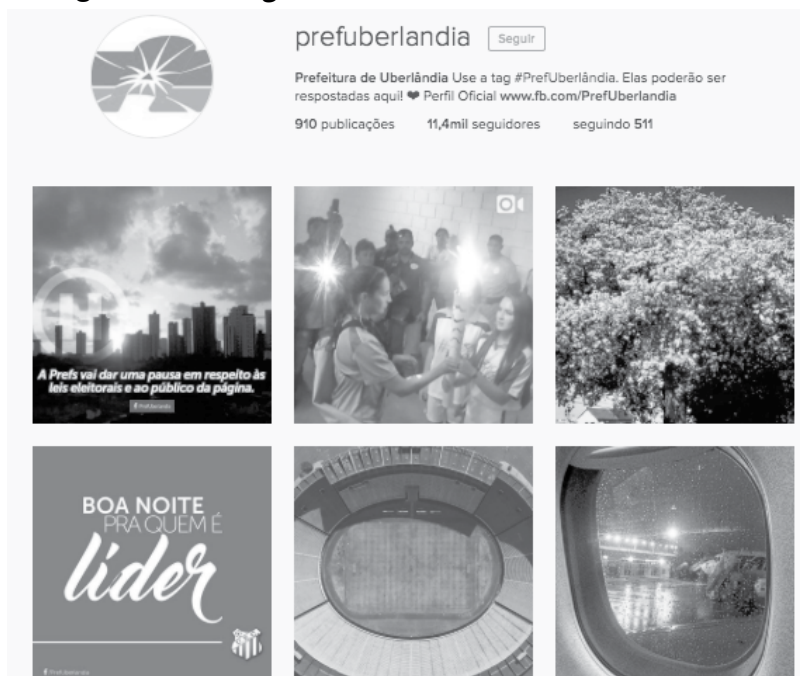 prefuberlandia Seguir
Prefeitura de Uberlândia Use a tag #PrefUberlândia. Elas poderão ser
respostadas aqui! ❤ Perfil Oficial www.fb.com/PrefUberlandia
910 publicações 11,4mil seguidores seguindo 511
A Prefs vai dar uma pausa em respeito às
leis eleitorais e ao público da página.
BOA NOITE
PRA QUEM É
líder